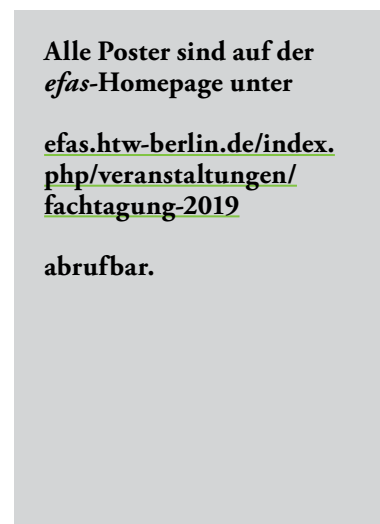 Alle Poster sind auf der
efas-Homepage unter
efas.htw-berlin.de/index.
php/veranstaltungen/
fachtagung-2019
abrufbar.